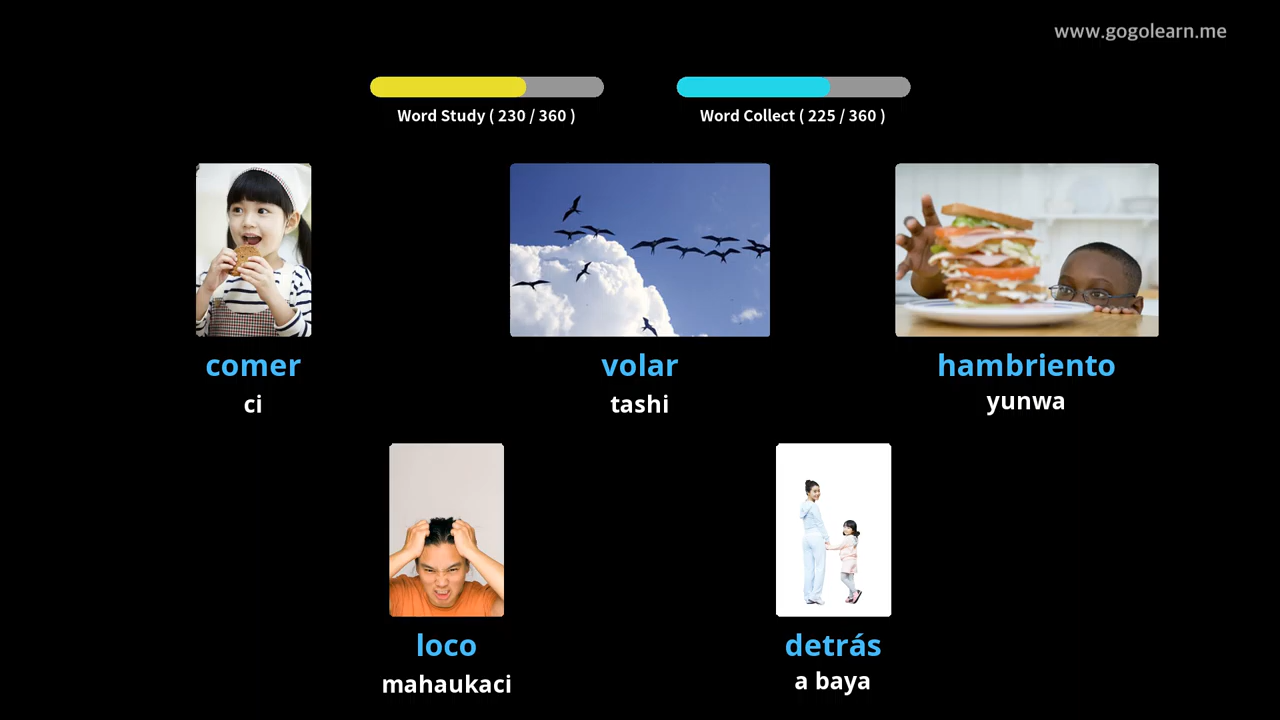 www.gogolearn.me
Word Study ( 230 / 360 )
Word Collect ( 225 / 360 )
comer
ci
volar
tashi
hambriento
yunwa
loco
mahaukaci
detrás
a baya